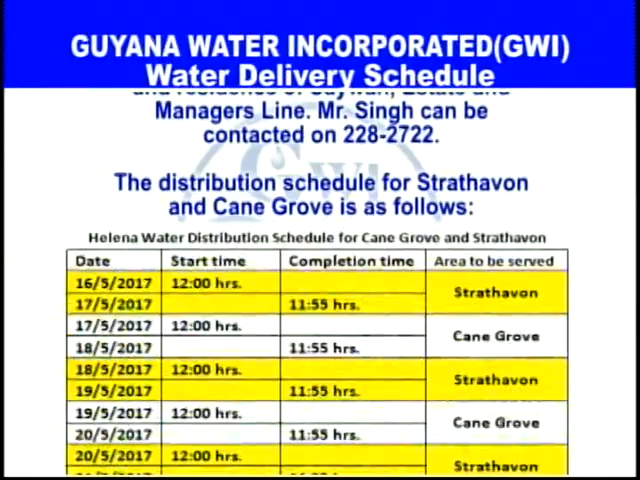 GUYANA WATER INCORPORATED(GWI)
Water Delivery Schedule
Managers Line. Mr. Singh can be
contacted on 228-2722.
GWI
The distribution schedule for Strathavon
and Cane Grove is as follows:
Helena Water Distribution Schedule for Cane Grove and Strathavon
Date Start time Completion time Area to be served
16/5/2017 12:00 hrs. Strathavon
17/5/2017 11:55 hrs.
17/5/2017 12:00 hrs. Cane Grove
18/5/2017 11:55 hrs.
18/5/2017 12:00 hrs. Strathavon
19/5/2017 11:55 hrs.
19/5/2017 12:00 hrs. Cane Grove
20/5/2017 11:55 hrs.
20/5/2017 12:00 hrs. Strathavon